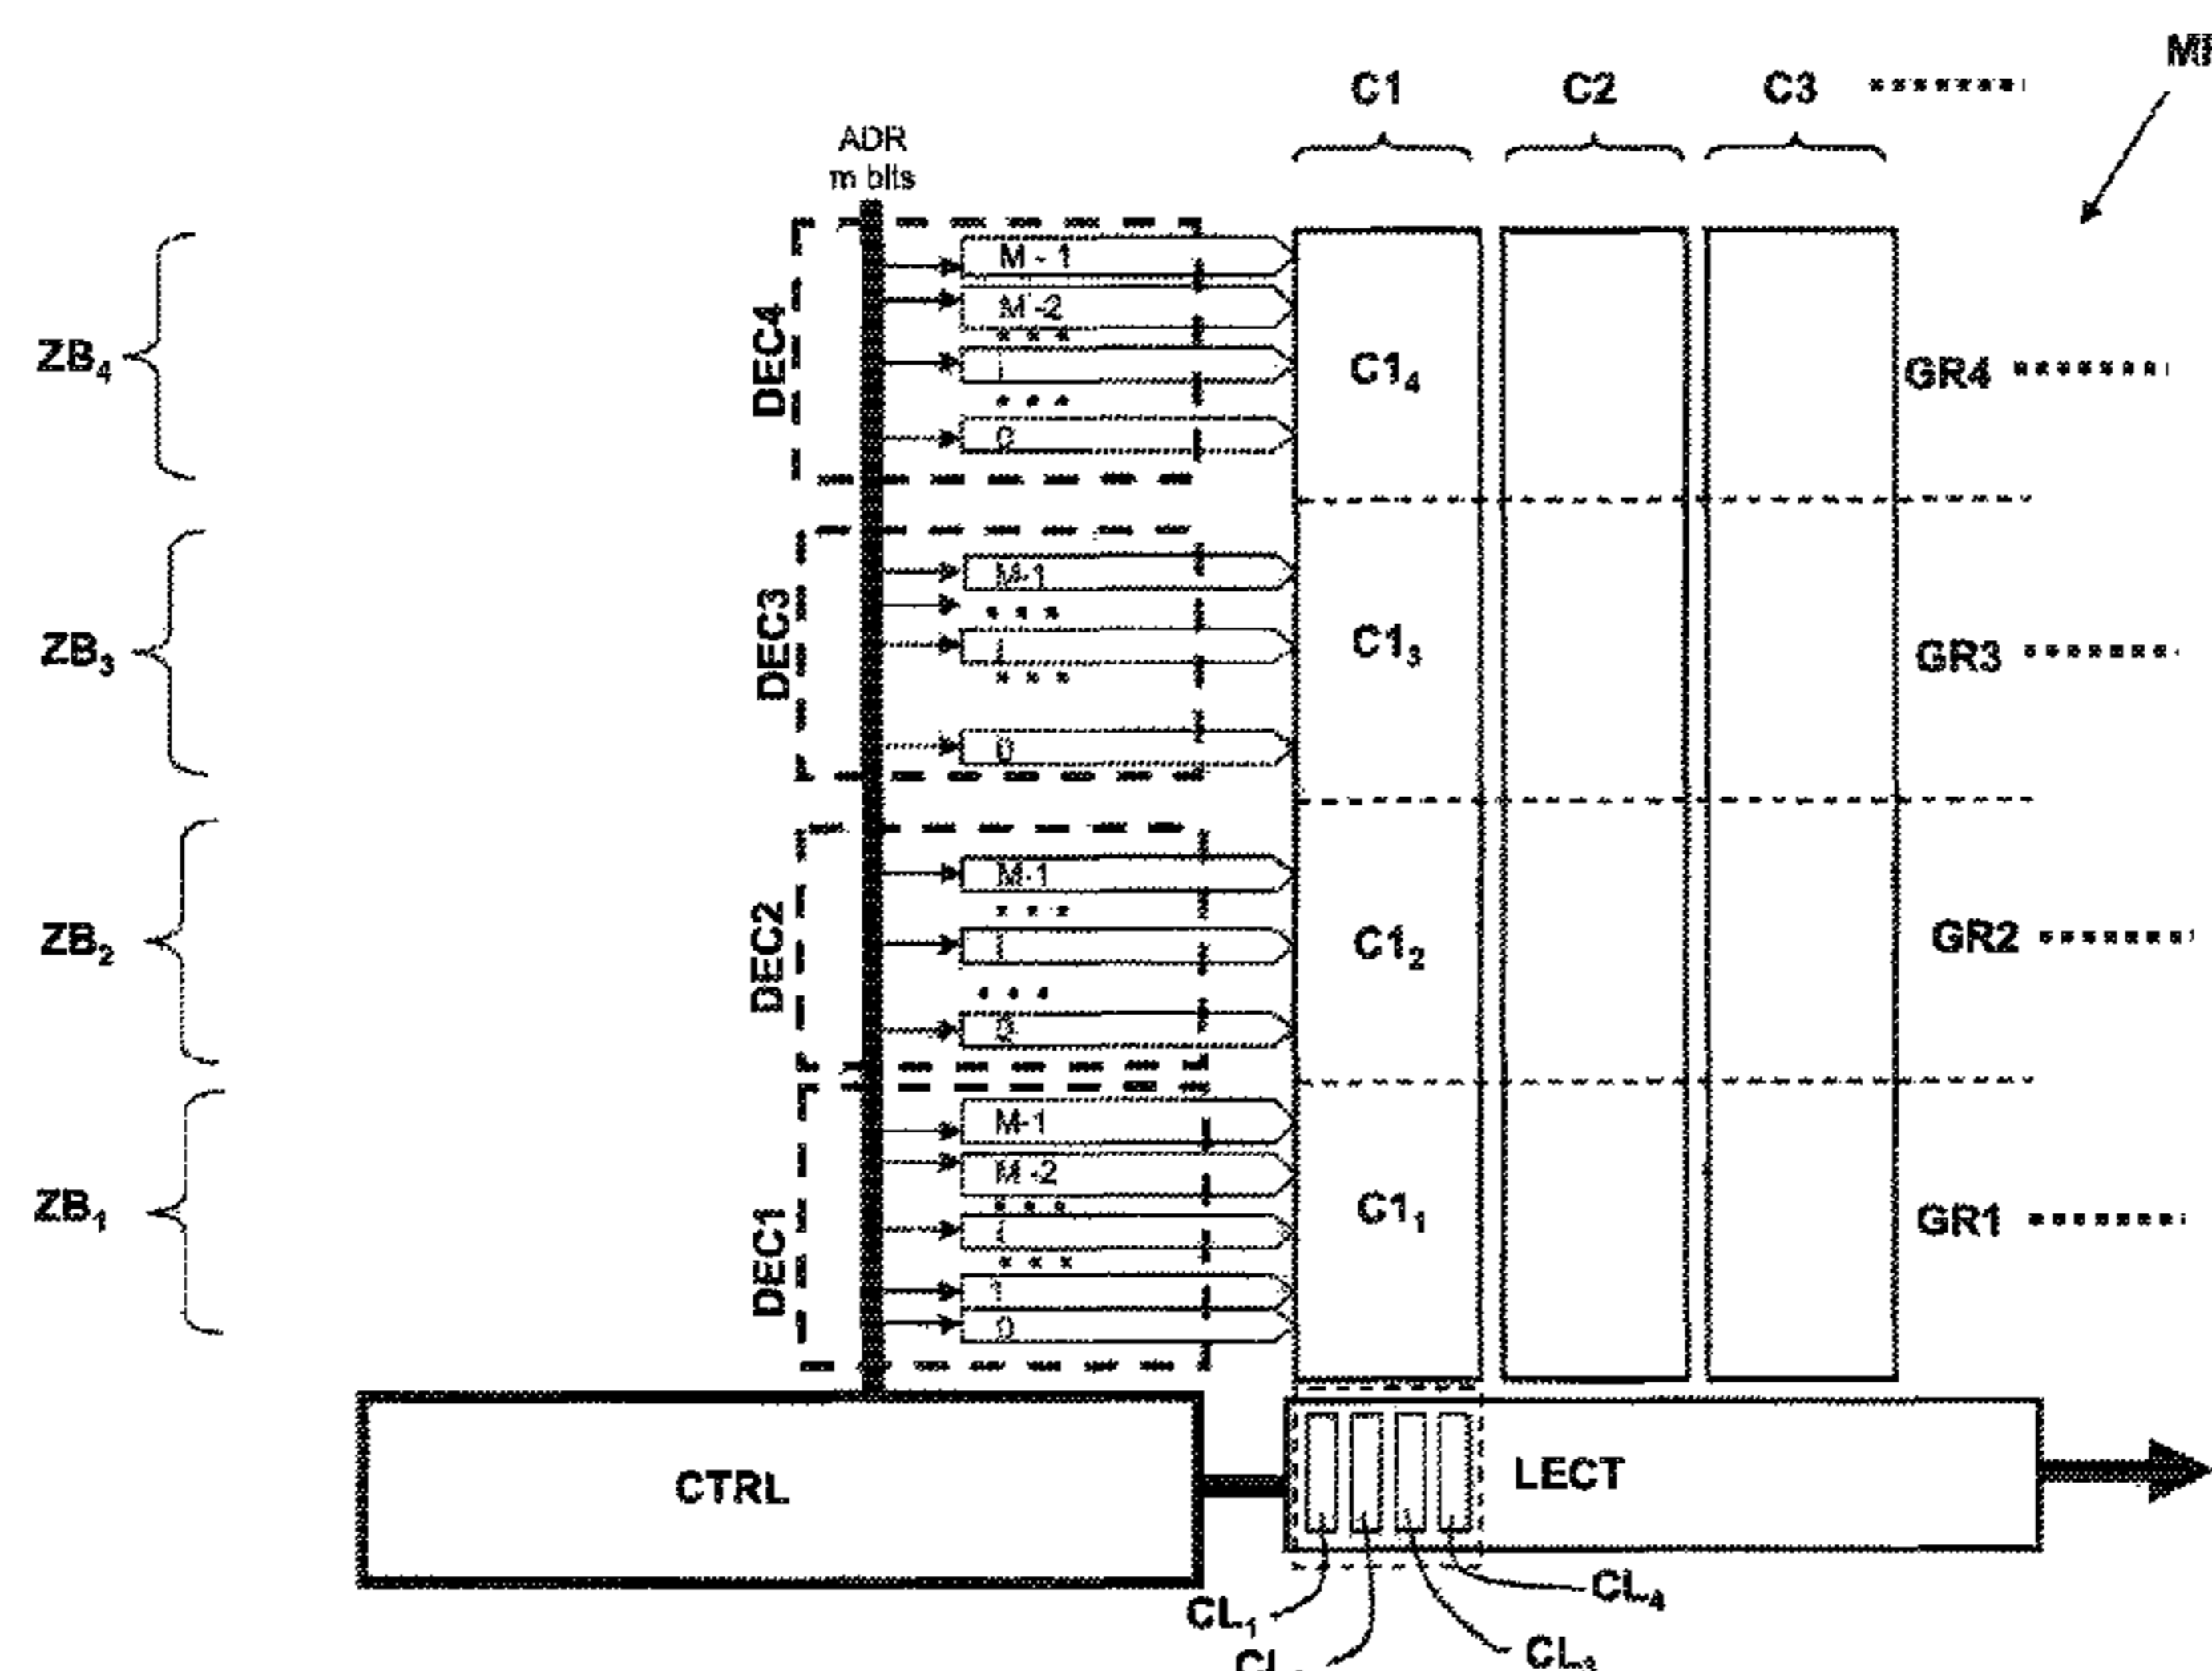 C1 C2 C3
ADR
m bits
ZB4 DEC4
M - 1
M -2
i
0
C14 GR4
ZB3 DEC3
M-1
i
0
C13 GR3
ZB2 DEC2
M-1
i
0
C12 GR2
ZB1 DEC1
M-1
M -2
i
1
0
C11 GR1
CTRL LECT
CL1 CL3 CL4